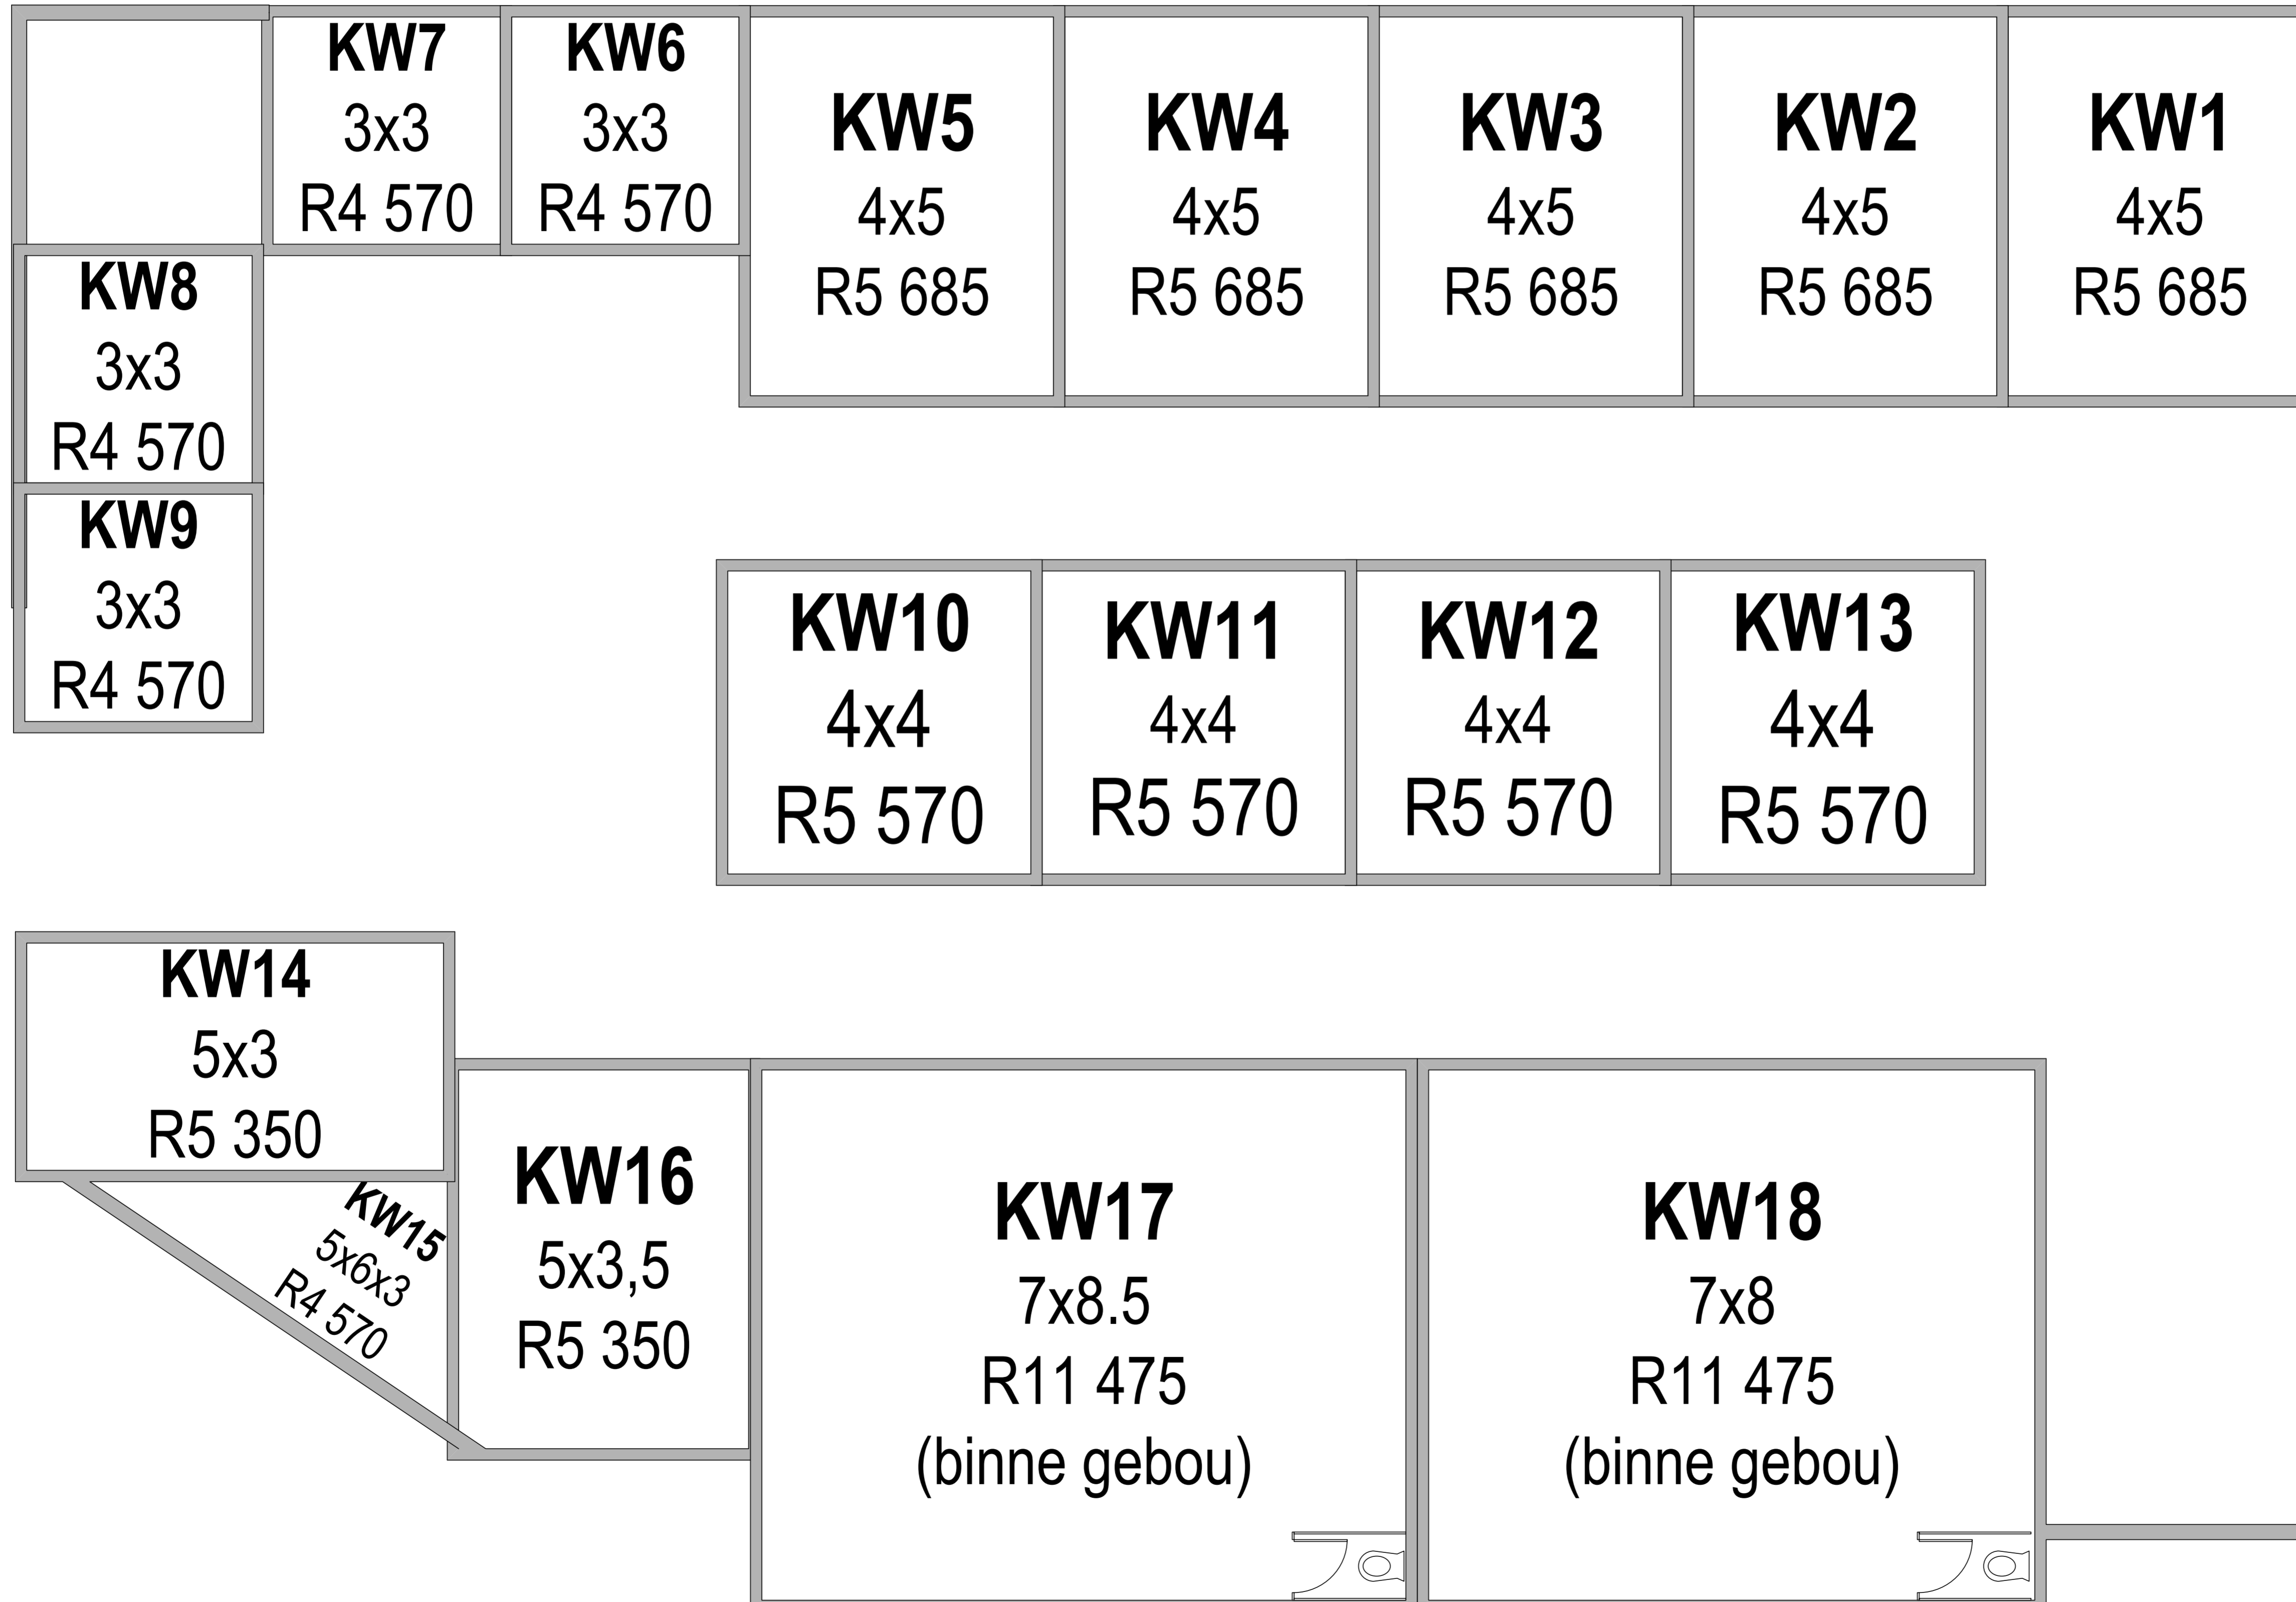 KW7
3x3
R4 570
KW6
3x3
R4 570
KW5
4x5
R5 685
KW4
4x5
R5 685
KW3
4x5
R5 685
KW2
4x5
R5 685
KW1
4x5
R5 685
KW8
3x3
R4 570
KW9
3x3
R4 570
KW10
4x4
R5 570
KW11
4x4
R5 570
KW12
4x4
R5 570
KW13
4x4
R5 570
KW14
5x3
R5 350
KW15
5x6x3
R4 570
KW16
5x3,5
R5 350
KW17
7x8.5
R11 475
(binne gebou)
KW18
7x8
R11 475
(binne gebou)